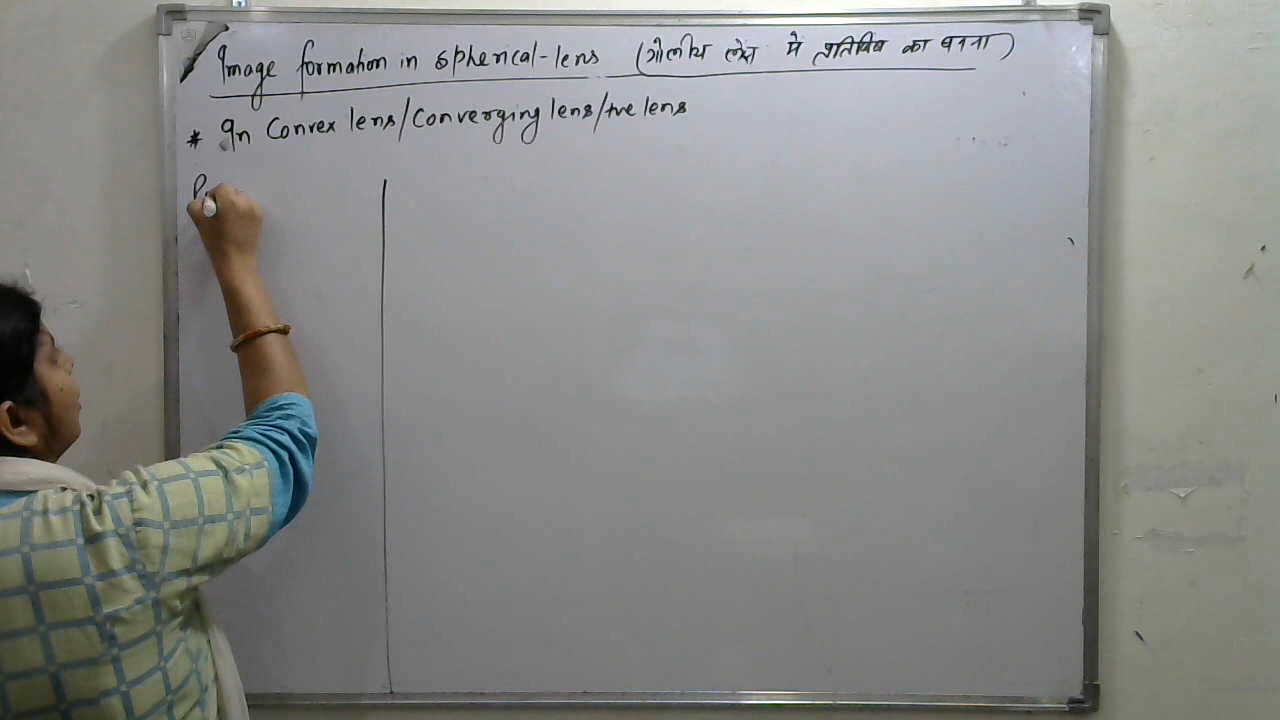 Image formation in spherical-lens (गोलीय लेंस में प्रतिबिंब का बनना)
* In Convex lens/Converging lens/+ve lens
P